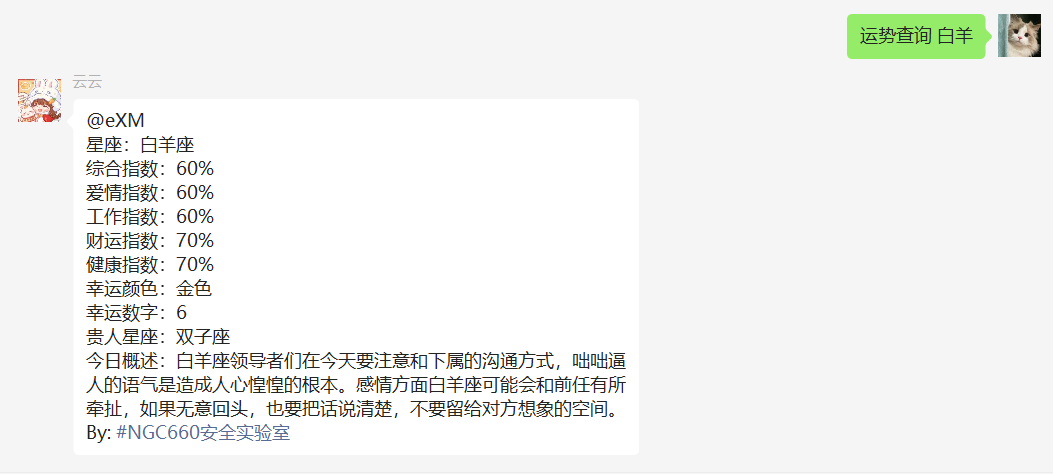 运势查询 白羊
云云
@eXM
星座：白羊座
综合指数：60%
爱情指数：60%
工作指数：60%
财运指数：70%
健康指数：70%
幸运颜色：金色
幸运数字：6
贵人星座：双子座
今日概述：白羊座领导者们在今天要注意和下属的沟通方式，咄咄逼
人的语气是造成人心惶惶的根本。感情方面白羊座可能会和前任有所
牵扯，如果无意回头，也要把话说清楚，不要留给对方想象的空间。
By: #NGC660安全实验室